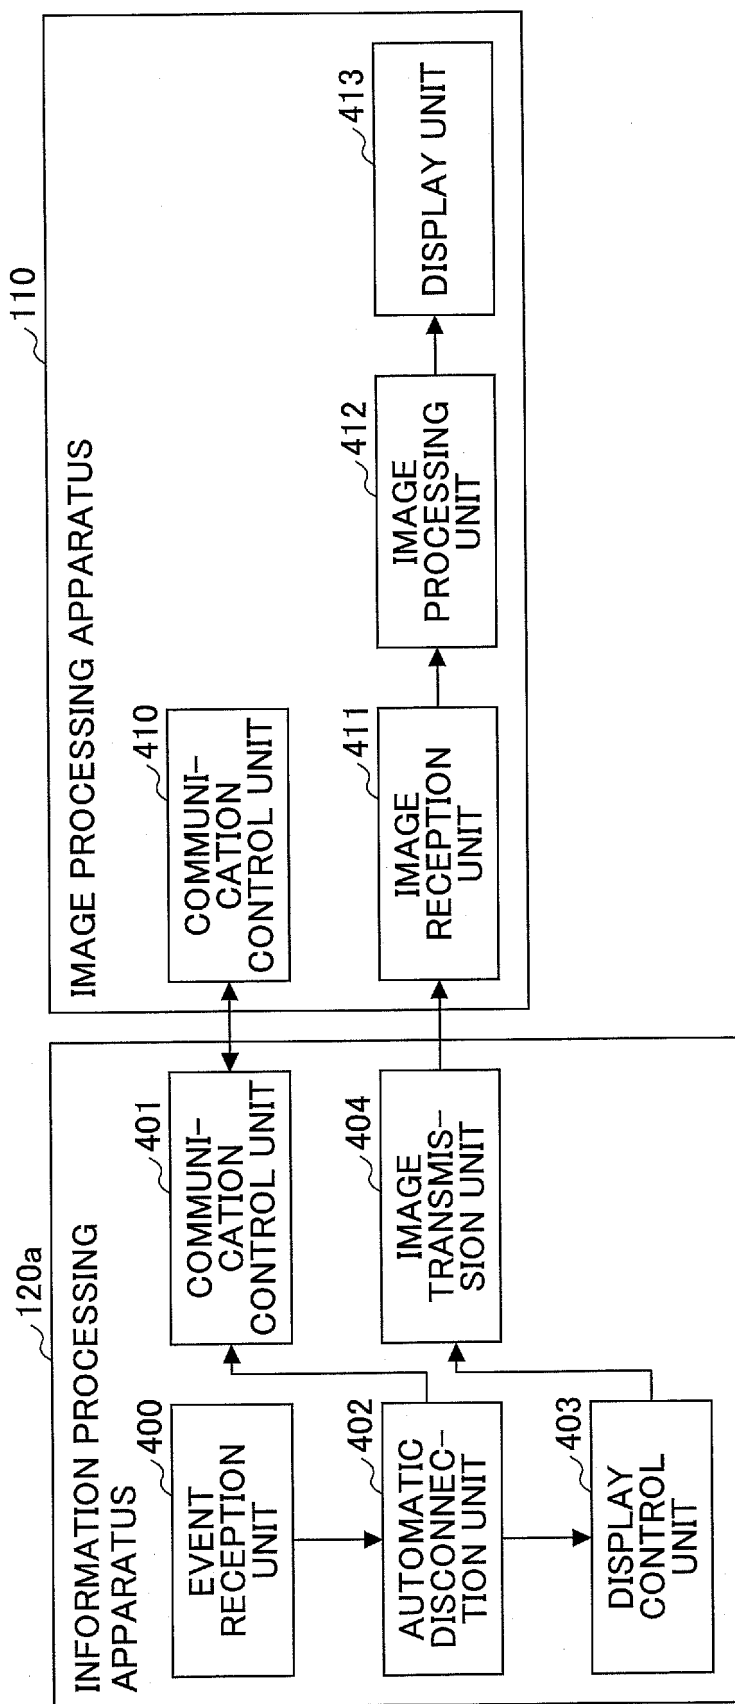 120a
INFORMATION PROCESSING
APPARATUS
400
EVENT
RECEPTION
UNIT
401
COMMUNI-
CATION
CONTROL UNIT
402
AUTOMATIC
DISCONNEC-
TION UNIT
404
IMAGE
TRANSMIS-
SION UNIT
403
DISPLAY
CONTROL
UNIT
110
IMAGE PROCESSING APPARATUS
410
COMMUNI-
CATION
CONTROL UNIT
411
IMAGE
RECEPTION
UNIT
412
IMAGE
PROCESSING
UNIT
413
DISPLAY UNIT